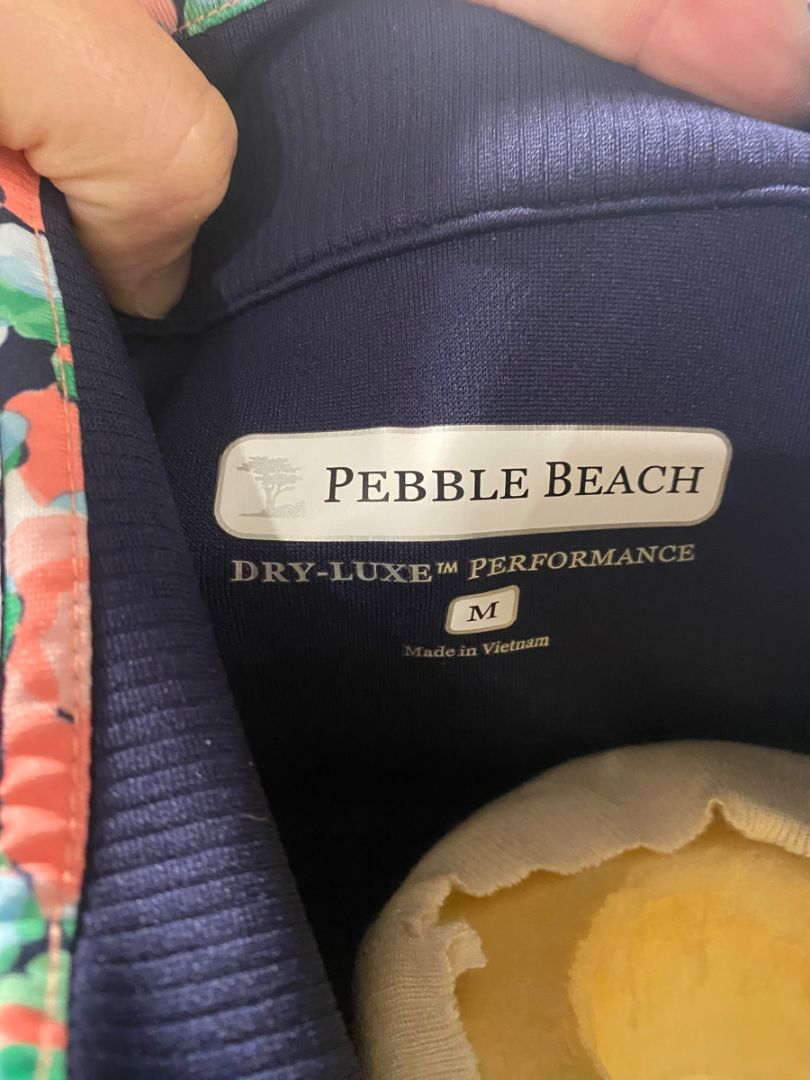 PEBBLE BEACH
DRY-LUXE™ PERFORMANCE
M
Made in Vietnam